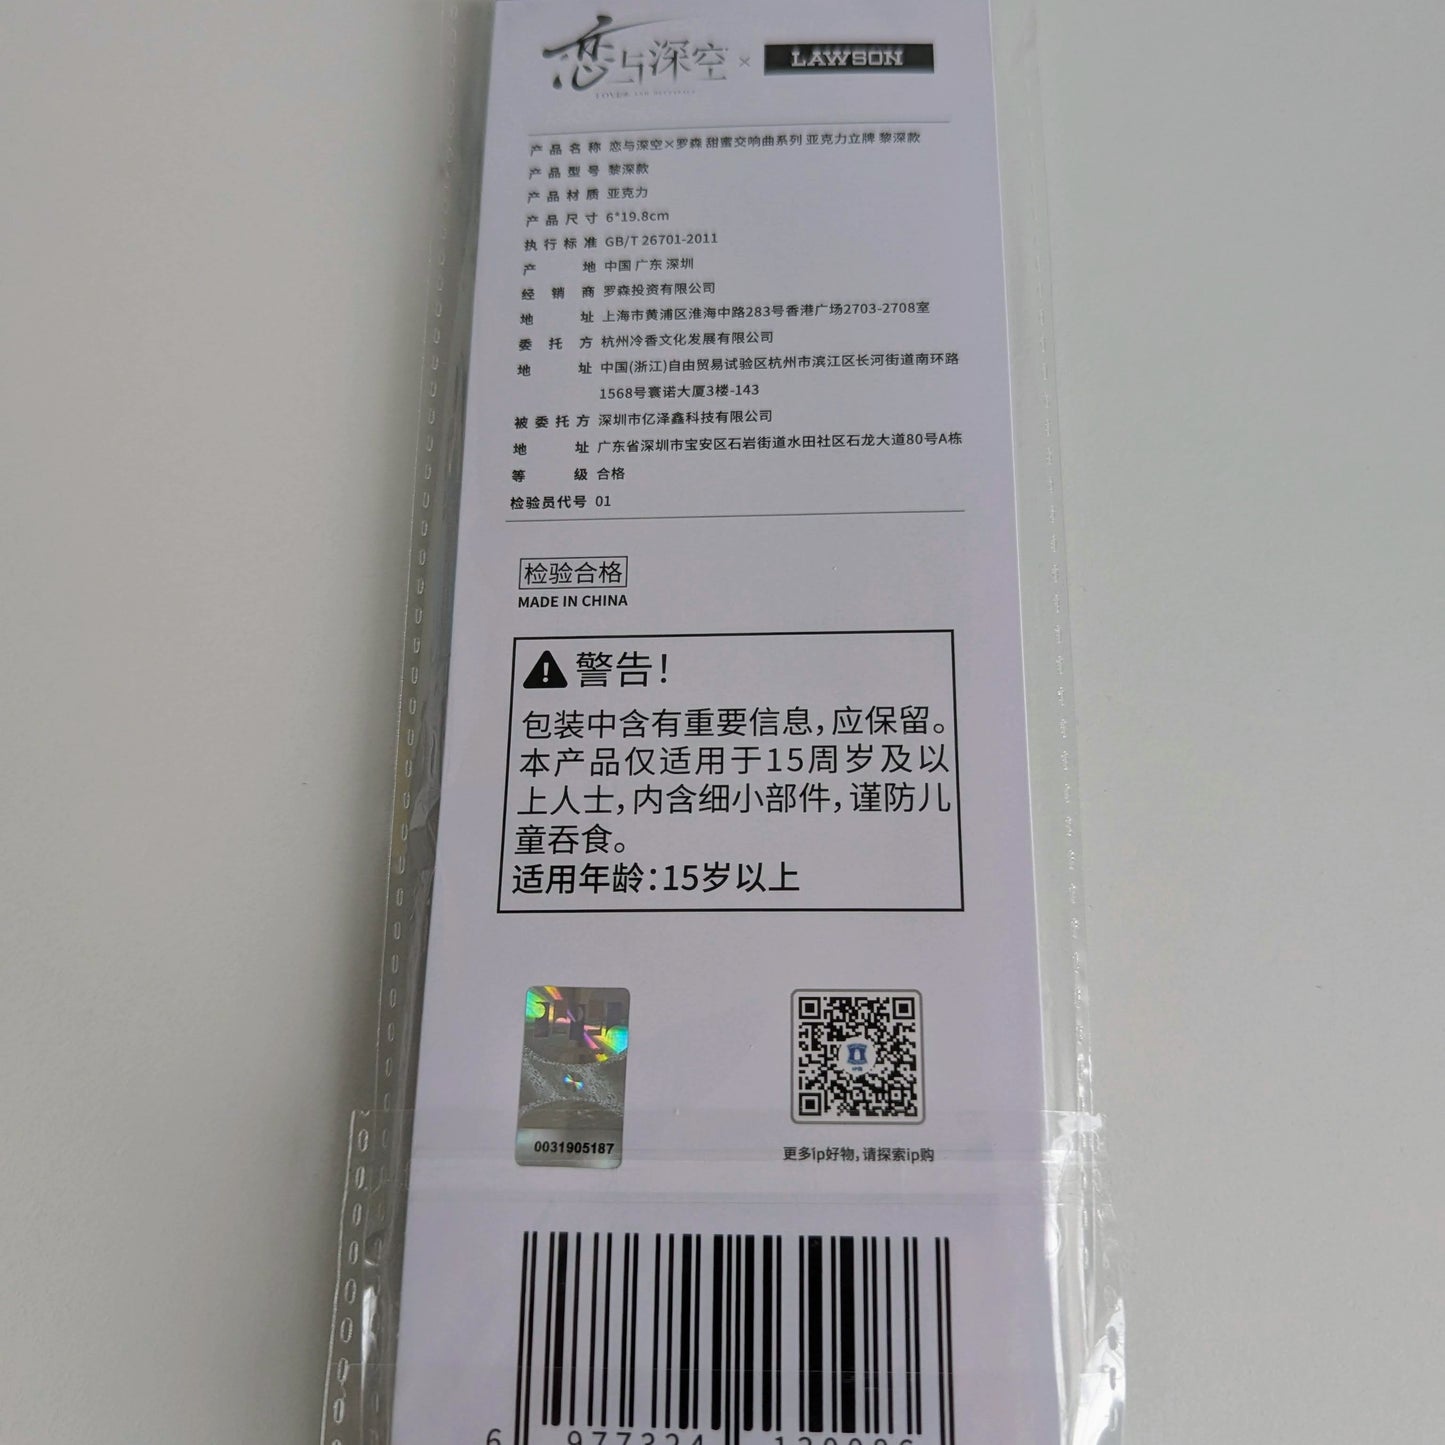 恋与深空 × LAWSON
产品名称 恋与深空×罗森 甜蜜交响曲系列 亚克力立牌 黎深款
产品型号 黎深款
产品材质 亚克力
产品尺寸 6*19.8cm
执行标准 GB/T 26701-2011
产地 中国 广东 深圳
经销商 罗森投资有限公司
地址 上海市黄浦区淮海中路283号香港广场2703-2708室
委托方 杭州冷香文化发展有限公司
地址 中国(浙江)自由贸易试验区杭州市滨江区长河街道南环路
1568号寰诺大厦3楼-143
被委托方 深圳市亿泽鑫科技有限公司
地址 广东省深圳市宝安区石岩街道水田社区石龙大道80号A栋
等级 合格
检验员代号 01
检验合格
MADE IN CHINA
警告!
包装中含有重要信息,应保留。
本产品仅适用于15周岁及以
上人士,内含细小部件,谨防儿
童吞食。
适用年龄:15岁以上
0031905187
更多ip好物,请探索ip购
6 977324